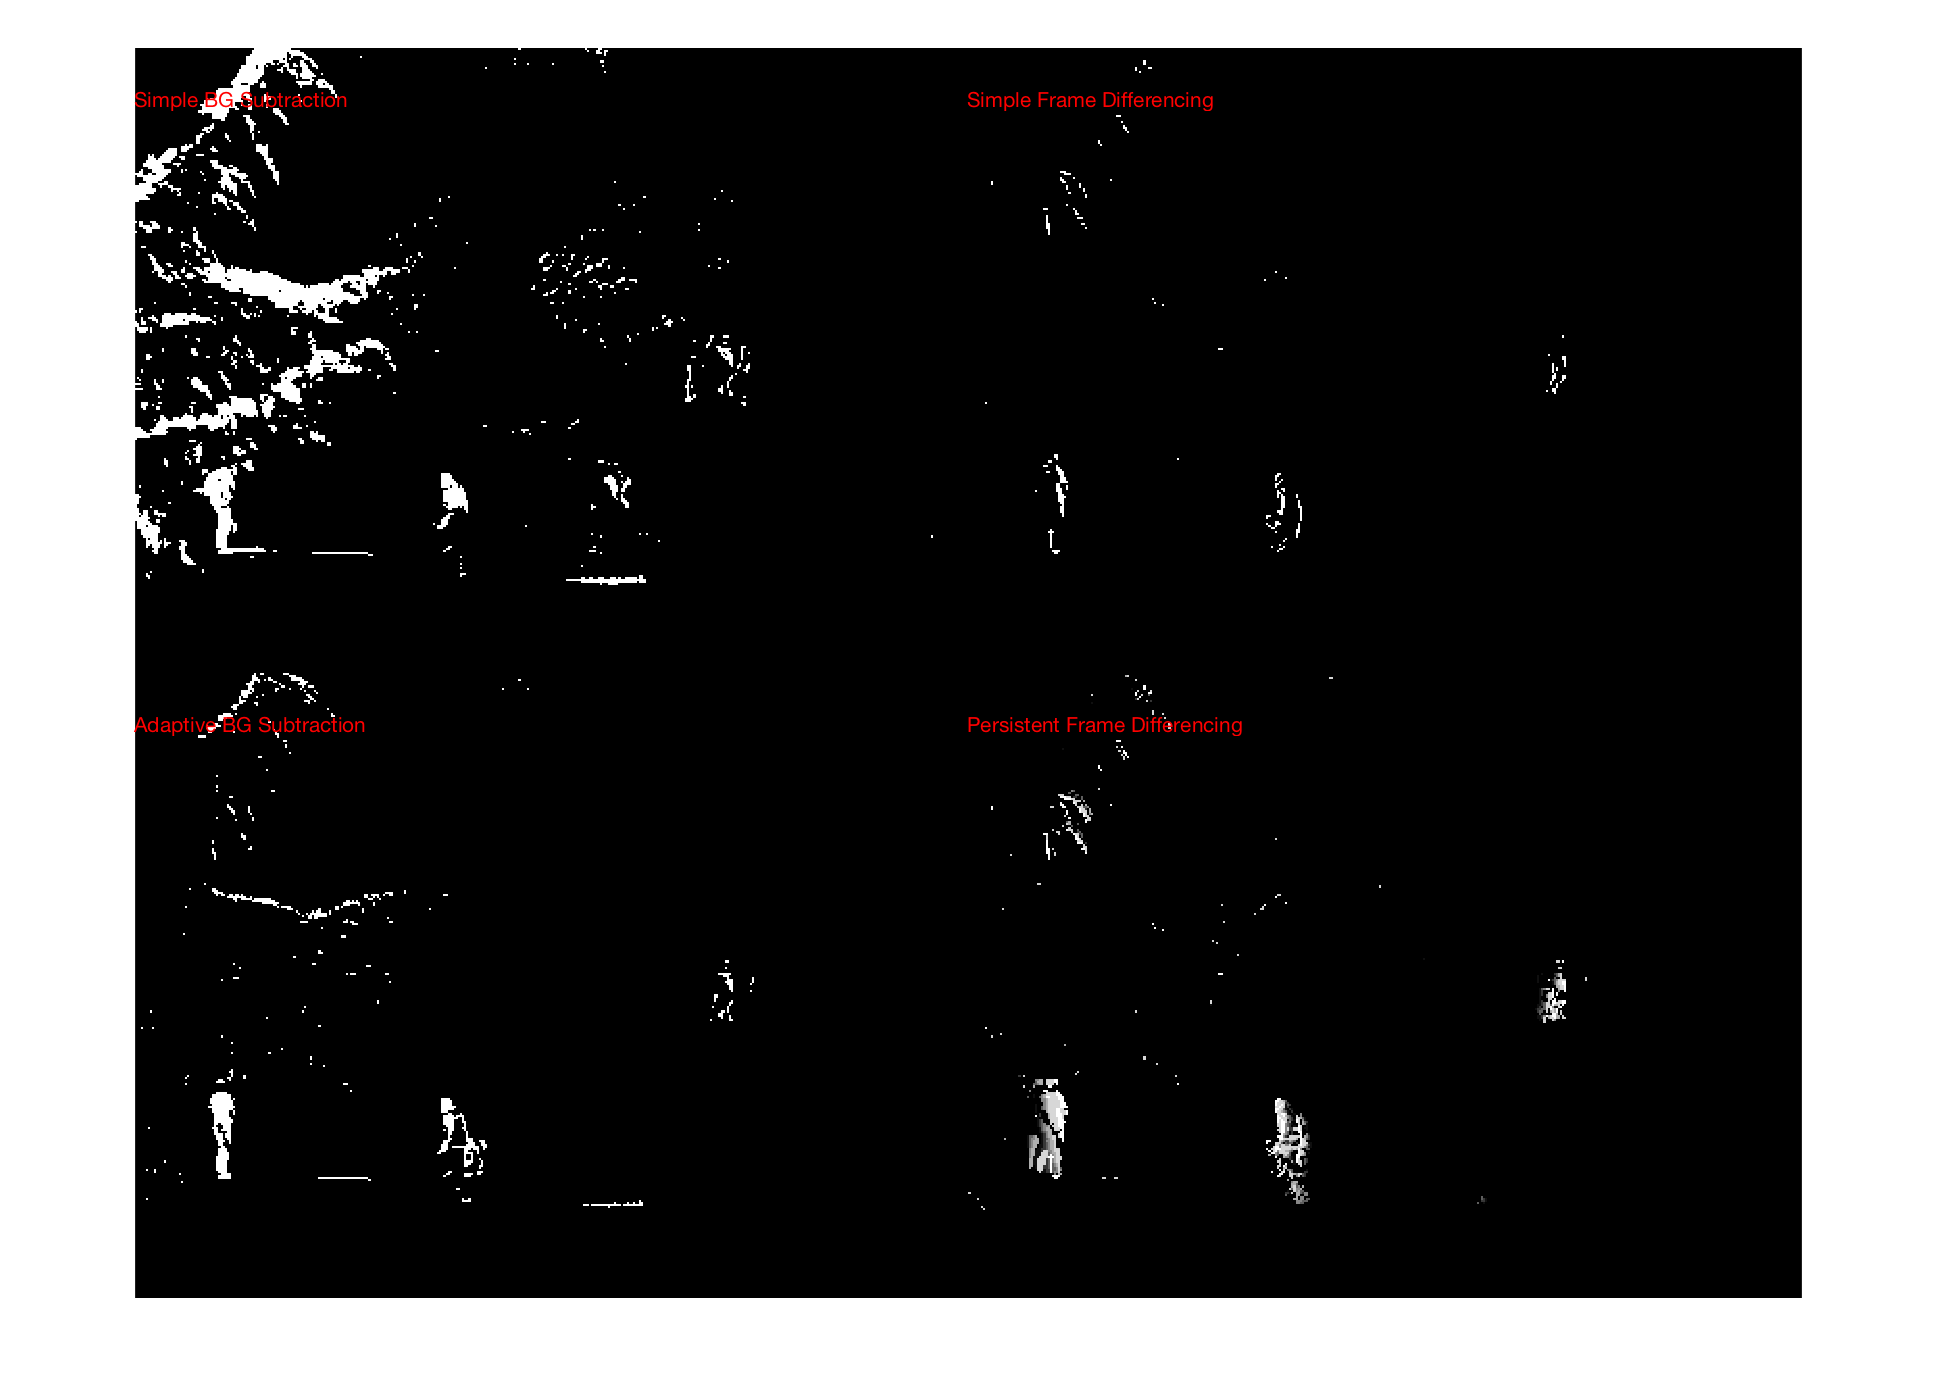 Simple BG Subtraction
Simple Frame Differencing
Adaptive BG Subtraction
Persistent Frame Differencing